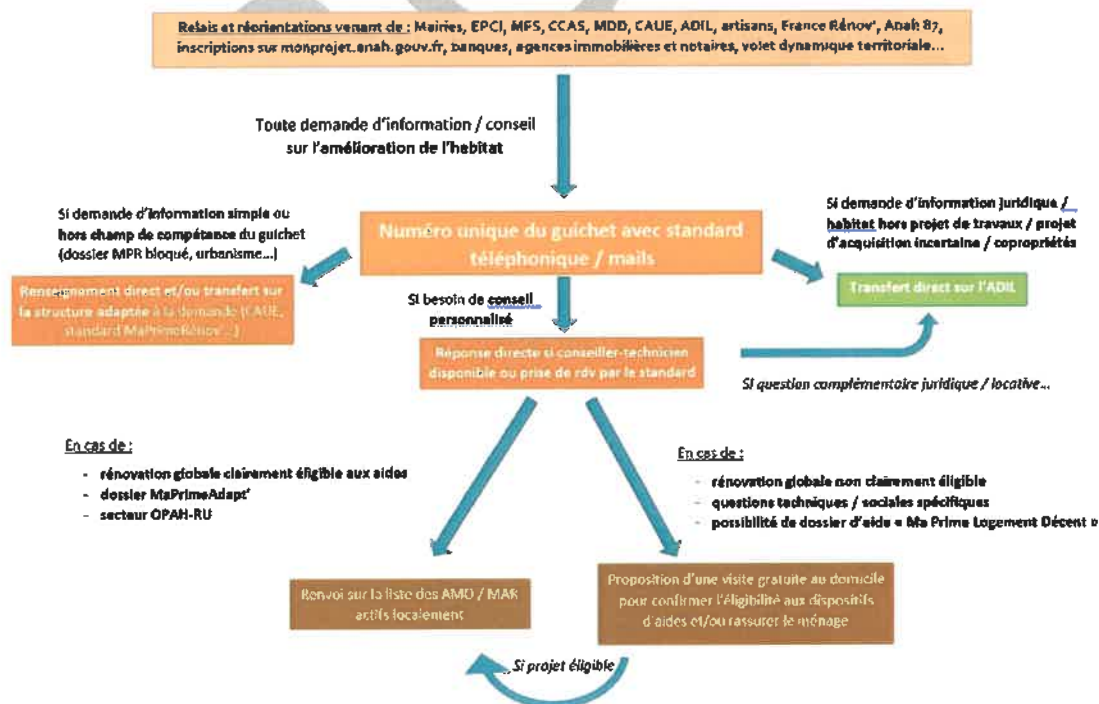 Relais et réorientations venant de : Mairies, EPCI, MFS, CCAS, MDD, CAUE, ADIL, artisans, France Rénov', Anah 87,
inscriptions sur monprojet.anah.gouv.fr, banques, agences immobilières et notaires, volet dynamique territoriale...
Toute demande d'information / conseil
sur l'amélioration de l'habitat
Si demande d'information simple ou
hors champ de compétence du guichet
(dossier MPR bloqué, urbanisme...)
Numéro unique du guichet avec standard
téléphonique / mails
Si demande d'information juridique /
habitat hors projet de travaux / projet
d'acquisition incertaine / copropriétés
Renseignement direct et/ou transfert sur
la structure adaptée à la demande (CAUE,
standard MaPrimeRénov'...)
Transfert direct sur l'ADIL
Si besoin de conseil
personnalisé
Réponse directe si conseiller-technicien
disponible ou prise de rdv par le standard
Si question complémentaire juridique / locative...
En cas de :
- rénovation globale clairement éligible aux aides
- dossier MaPrimeAdapt'
- secteur OPAH-RU
En cas de :
- rénovation globale non clairement éligible
- questions techniques / sociales spécifiques
- possibilité de dossier d'aide « Ma Prime Logement Décent »
Renvoi sur la liste des AMO / MAR
actifs localement
Proposition d'une visite gratuite au domicile
pour confirmer l'éligibilité aux dispositifs
d'aides et/ou rassurer le ménage
Si projet éligible